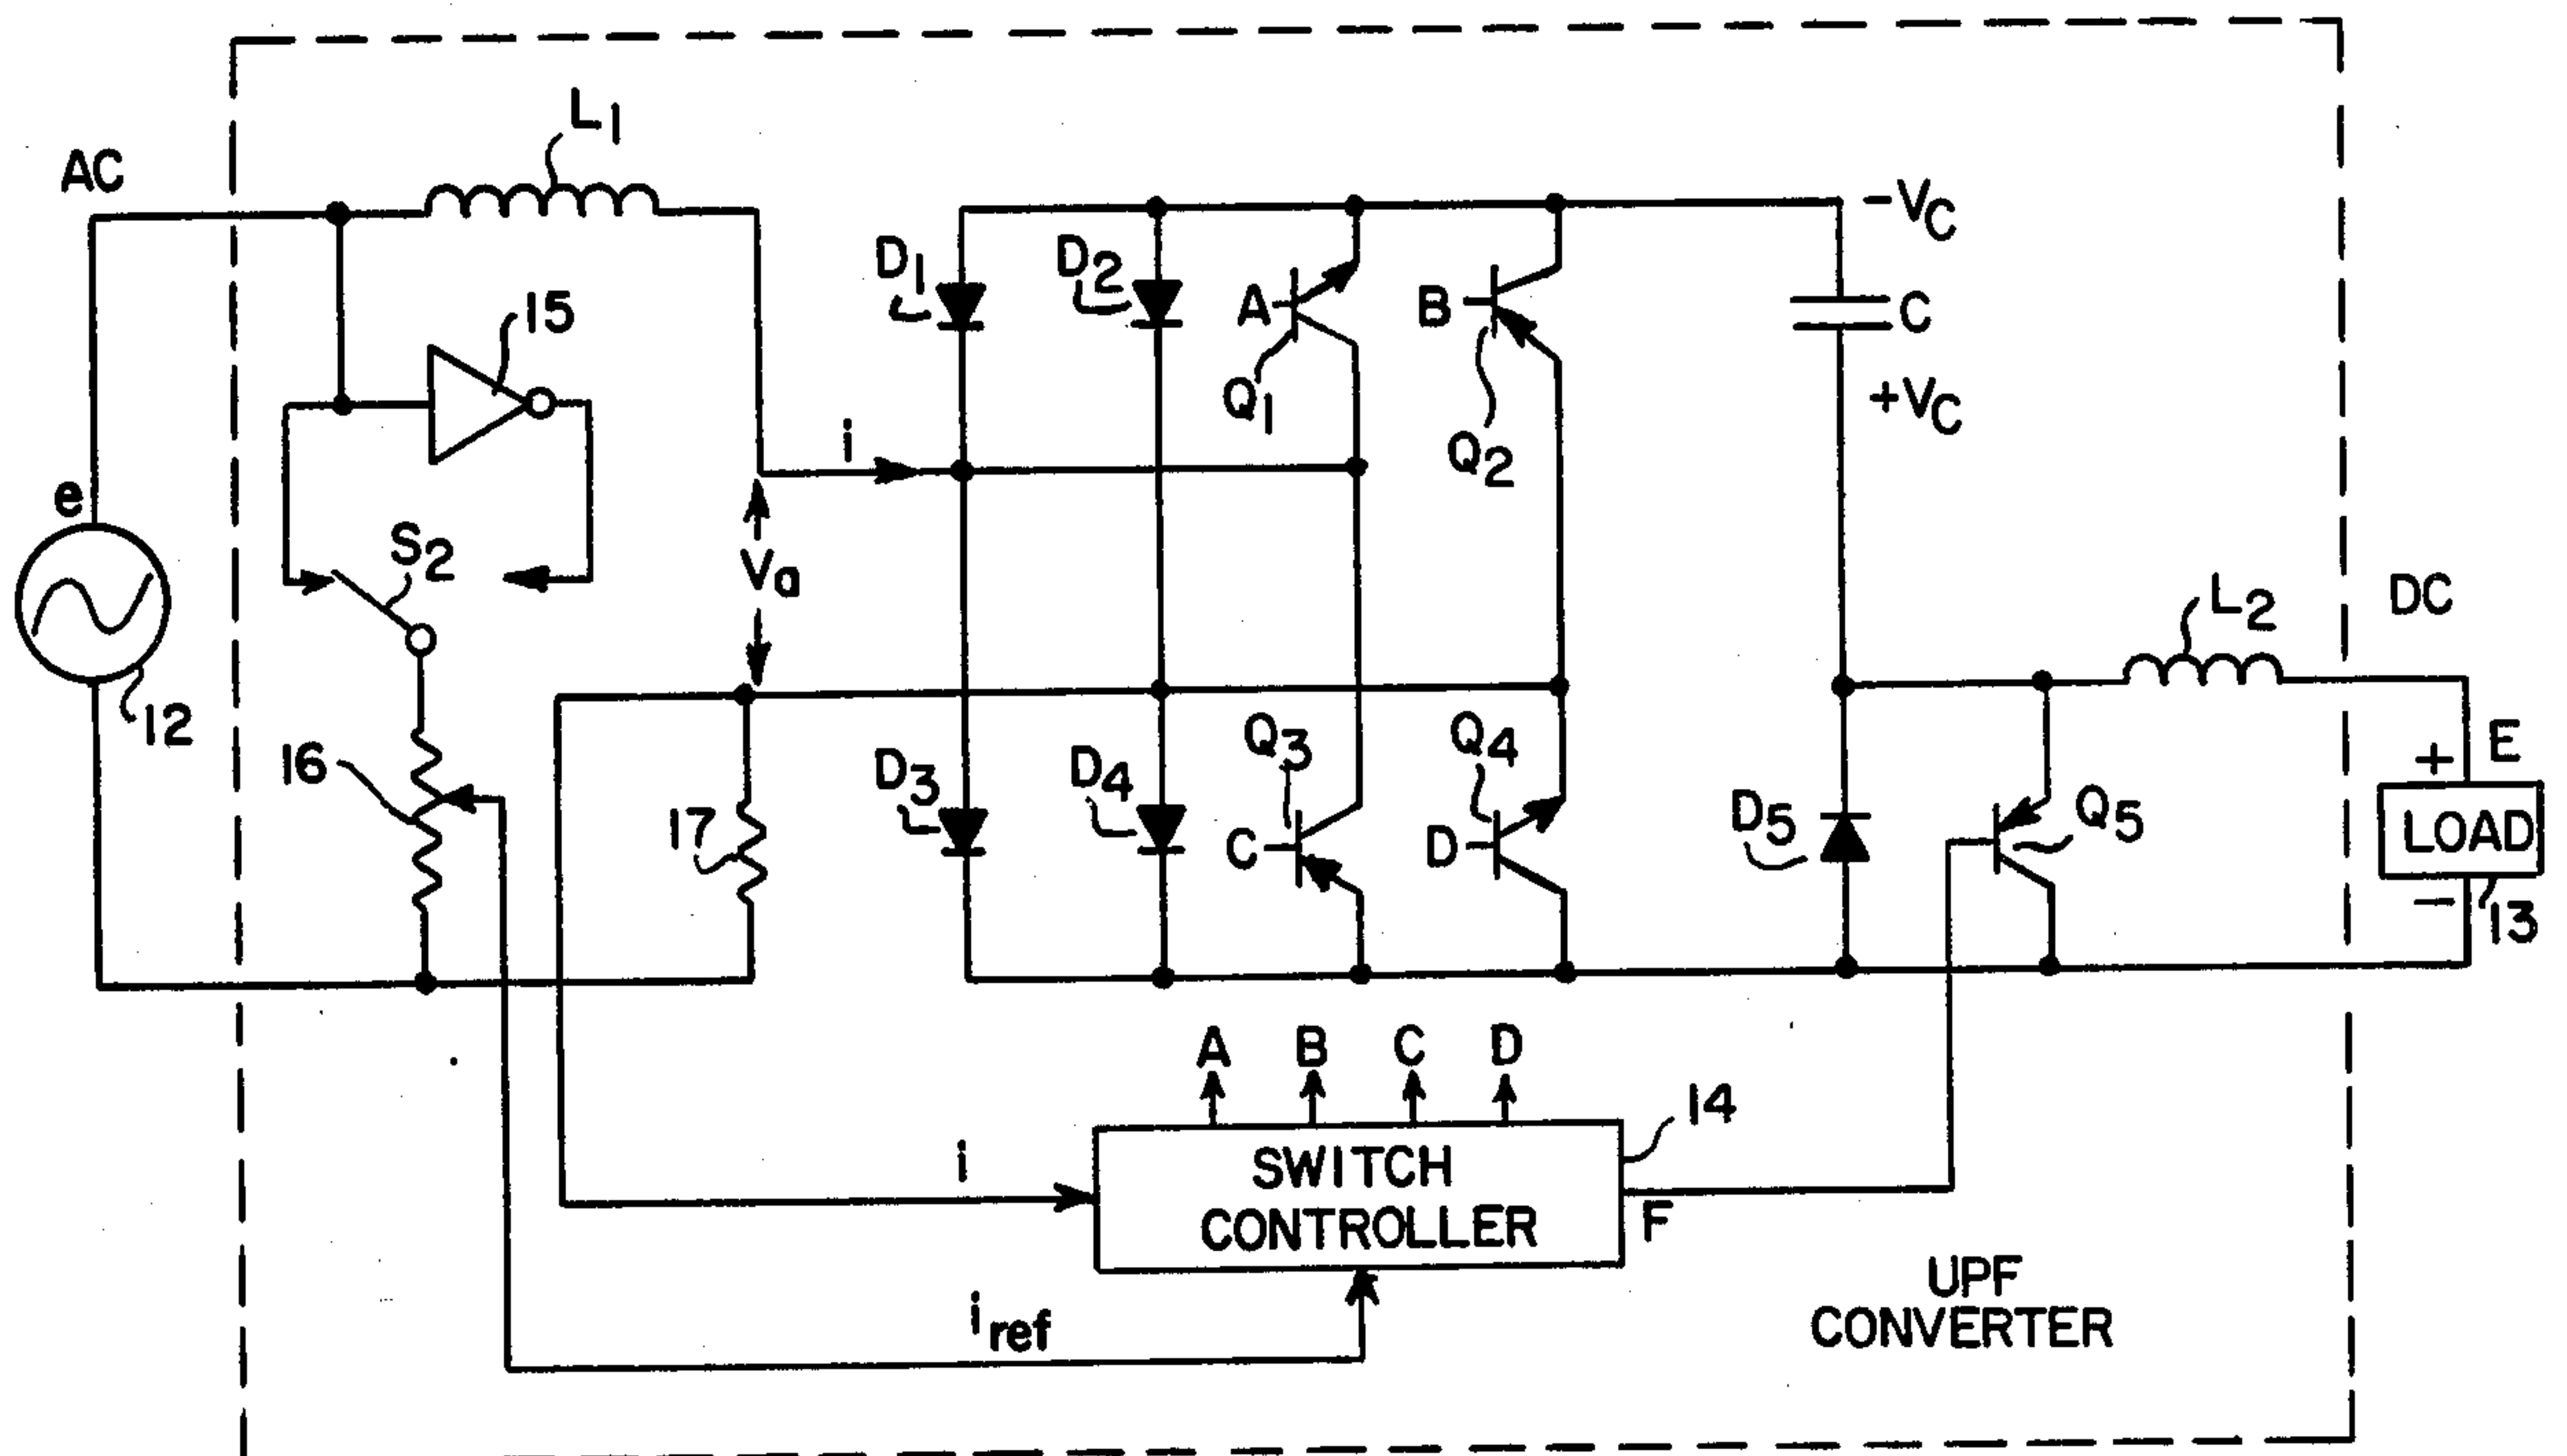 AC
L1
-VC
D1
D2
A
B
C
15
Q1
+VC
i
Q2
e
S2
Va
L2
DC
12
16
Q3
Q4
E
+
D3
D4
17
D5
Q5
LOAD
C
D
-
13
A B C D
14
i
SWITCH
CONTROLLER
F
UPF
CONVERTER
iref